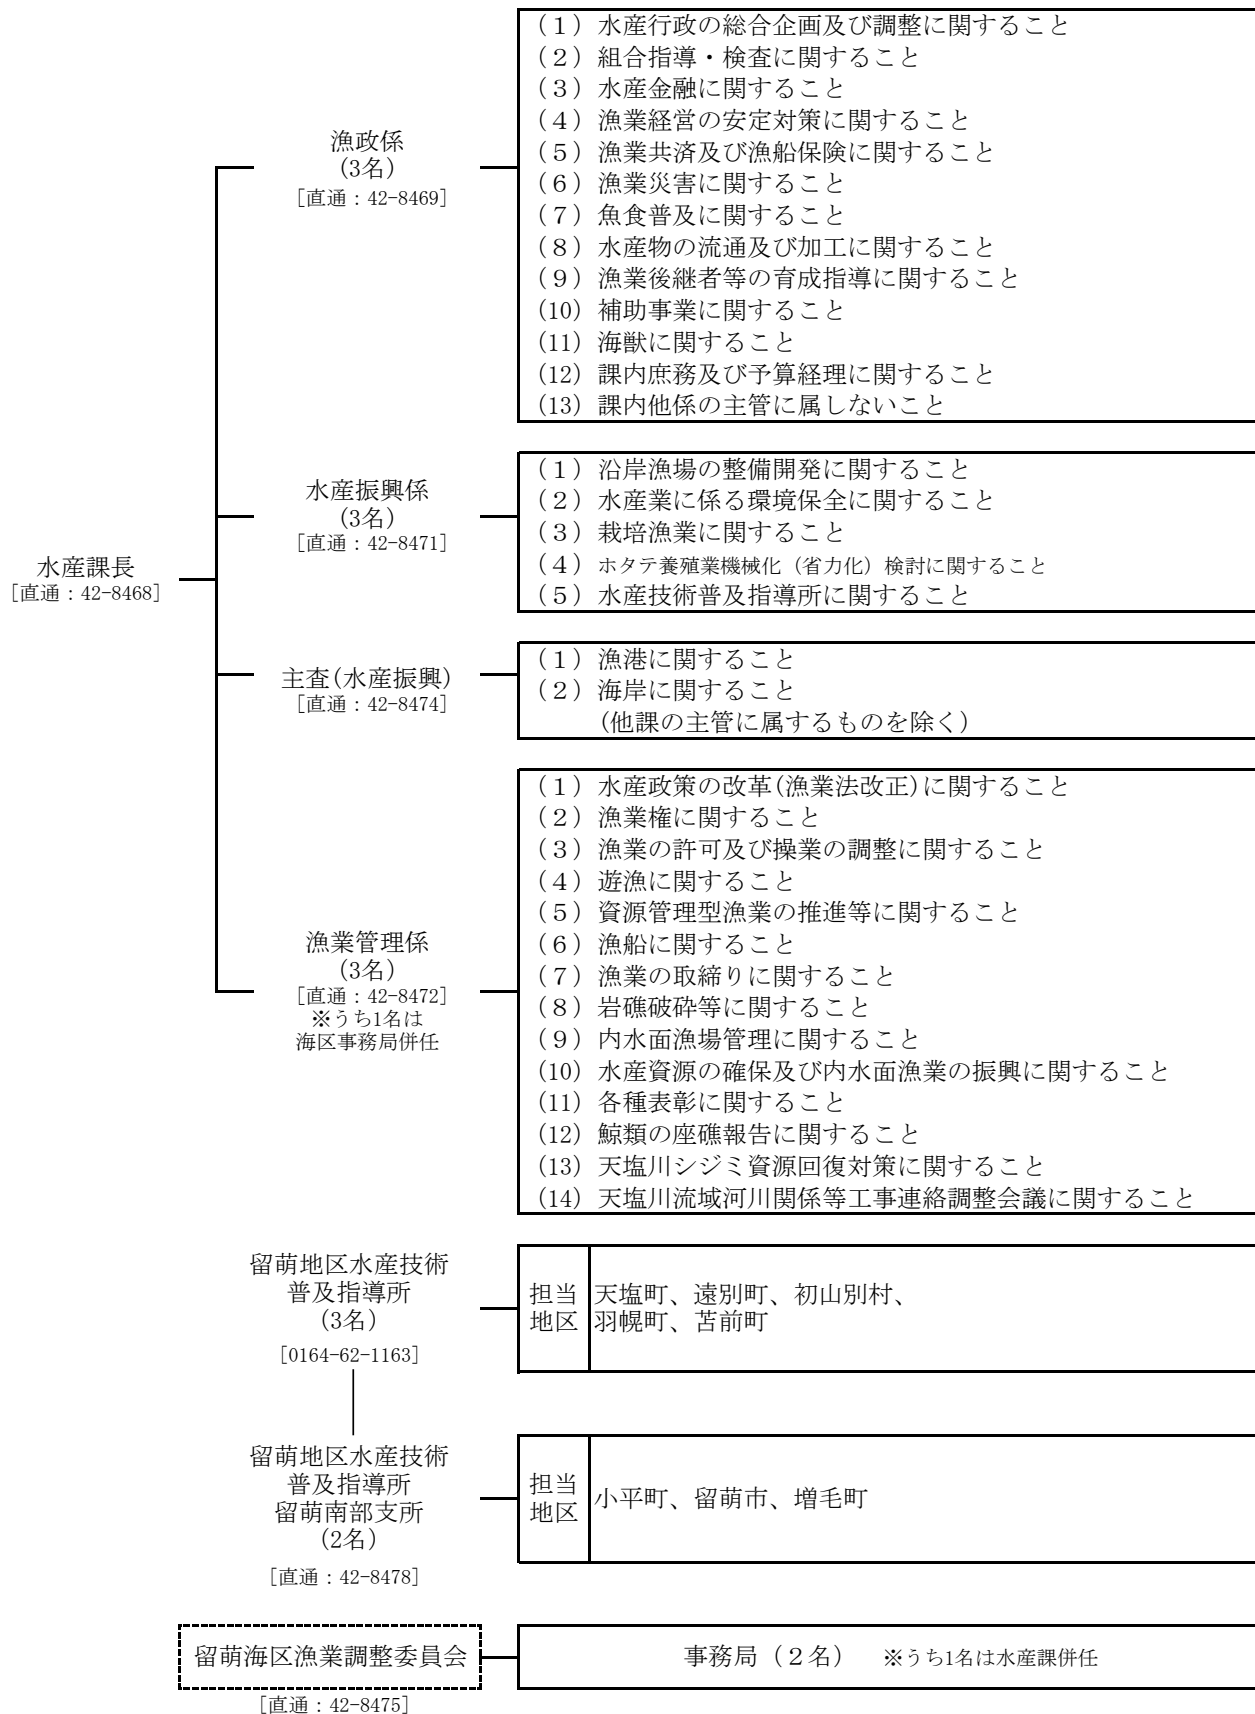 水産課長
[直通：42-8468]
漁政係
(3名)
[直通：42-8469]
（１）水産行政の総合企画及び調整に関すること
（２）組合指導・検査に関すること
（３）水産金融に関すること
（４）漁業経営の安定対策に関すること
（５）漁業共済及び漁船保険に関すること
（６）漁業災害に関すること
（７）魚食普及に関すること
（８）水産物の流通及び加工に関すること
（９）漁業後継者等の育成指導に関すること
(10) 補助事業に関すること
(11) 海獣に関すること
(12) 課内庶務及び予算経理に関すること
(13) 課内他係の主管に属しないこと
水産振興係
(3名)
[直通：42-8471]
（１）沿岸漁場の整備開発に関すること
（２）水産業に係る環境保全に関すること
（３）栽培漁業に関すること
（４）ホタテ養殖業機械化（省力化）検討に関すること
（５）水産技術普及指導所に関すること
主査(水産振興)
[直通：42-8474]
（１）漁港に関すること
（２）海岸に関すること
(他課の主管に属するものを除く)
漁業管理係
(3名)
[直通：42-8472]
※うち1名は
海区事務局併任
（１）水産政策の改革(漁業法改正)に関すること
（２）漁業権に関すること
（３）漁業の許可及び操業の調整に関すること
（４）遊漁に関すること
（５）資源管理型漁業の推進等に関すること
（６）漁船に関すること
（７）漁業の取締りに関すること
（８）岩礁破砕等に関すること
（９）内水面漁場管理に関すること
(10) 水産資源の確保及び内水面漁業の振興に関すること
(11) 各種表彰に関すること
(12) 鯨類の座礁報告に関すること
(13) 天塩川シジミ資源回復対策に関すること
(14) 天塩川流域河川関係等工事連絡調整会議に関すること
留萌地区水産技術
普及指導所
(3名)
[0164-62-1163]
担当
地区
天塩町、遠別町、初山別村、
羽幌町、苫前町
留萌地区水産技術
普及指導所
留萌南部支所
(2名)
[直通：42-8478]
担当
地区
小平町、留萌市、増毛町
留萌海区漁業調整委員会
[直通：42-8475]
事務局（２名）　※うち1名は水産課併任